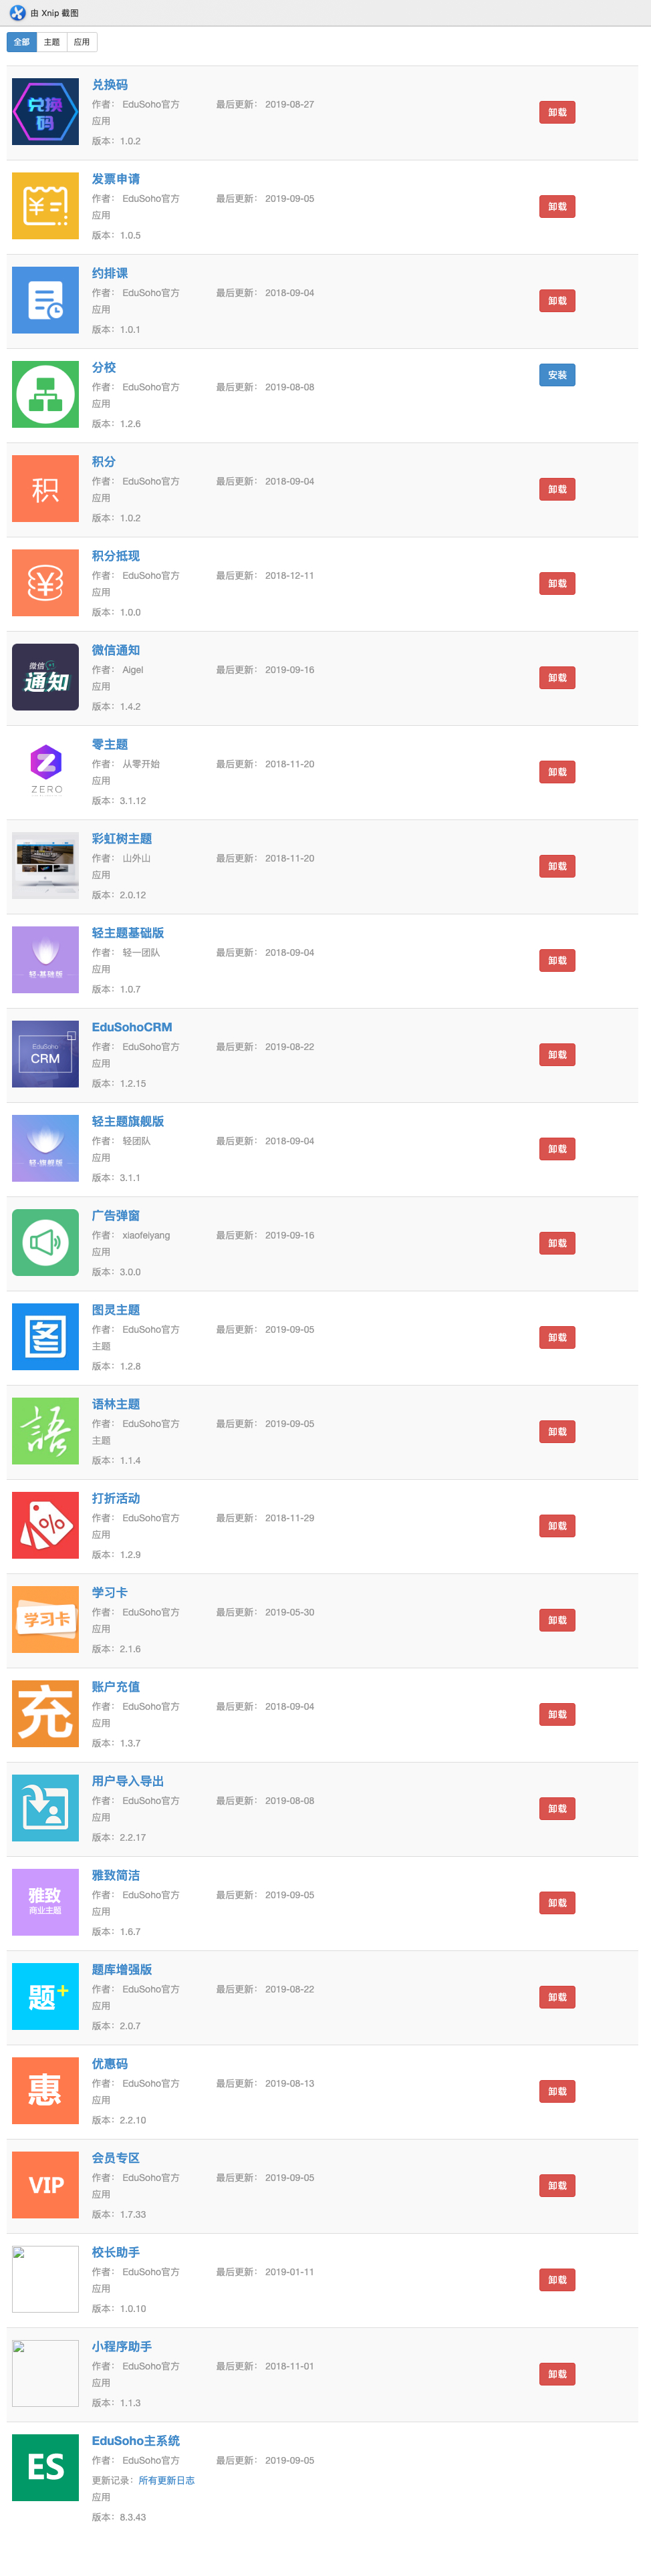 由 Xnip 截图
全部 主题 应用
兑换码
兑换
码
作者: EduSoho官方 最后更新: 2019-08-27
卸载
应用
版本: 1.0.2
发票申请
作者: EduSoho官方 最后更新: 2019-09-05
卸载
应用
版本: 1.0.5
约排课
作者: EduSoho官方 最后更新: 2018-09-04
卸载
应用
版本: 1.0.1
分校
安装
作者: EduSoho官方 最后更新: 2019-08-08
应用
版本: 1.2.6
积分
积
作者: EduSoho官方 最后更新: 2018-09-04
卸载
应用
版本: 1.0.2
积分抵现
作者: EduSoho官方 最后更新: 2018-12-11
卸载
应用
版本: 1.0.0
微信通知
微信
通知
作者: Aigel 最后更新: 2019-09-16
卸载
应用
版本: 1.4.2
零主题
作者: 从零开始 最后更新: 2018-11-20
卸载
应用
ZERO
版本: 3.1.12
彩虹树主题
作者: 山外山 最后更新: 2018-11-20
卸载
应用
版本: 2.0.12
轻主题基础版
作者: 轻一团队 最后更新: 2018-09-04
卸载
应用
轻·基础版
版本: 1.0.7
EduSohoCRM
EduSoho
CRM
作者: EduSoho官方 最后更新: 2019-08-22
卸载
应用
版本: 1.2.15
轻主题旗舰版
作者: 轻团队 最后更新: 2018-09-04
卸载
应用
轻·旗舰版
版本: 3.1.1
广告弹窗
作者: xiaofeiyang 最后更新: 2019-09-16
卸载
应用
版本: 3.0.0
图灵主题
图
作者: EduSoho官方 最后更新: 2019-09-05
卸载
主题
版本: 1.2.8
语林主题
語
作者: EduSoho官方 最后更新: 2019-09-05
卸载
主题
版本: 1.1.4
打折活动
作者: EduSoho官方 最后更新: 2018-11-29
卸载
应用
版本: 1.2.9
学习卡
学习卡
作者: EduSoho官方 最后更新: 2019-05-30
卸载
应用
版本: 2.1.6
账户充值
充
作者: EduSoho官方 最后更新: 2018-09-04
卸载
应用
版本: 1.3.7
用户导入导出
作者: EduSoho官方 最后更新: 2019-08-08
卸载
应用
版本: 2.2.17
雅致简洁
雅致
商业主题
作者: EduSoho官方 最后更新: 2019-09-05
卸载
应用
版本: 1.6.7
题库增强版
题+
作者: EduSoho官方 最后更新: 2019-08-22
卸载
应用
版本: 2.0.7
优惠码
惠
作者: EduSoho官方 最后更新: 2019-08-13
卸载
应用
版本: 2.2.10
会员专区
VIP
作者: EduSoho官方 最后更新: 2019-09-05
卸载
应用
版本: 1.7.33
校长助手
作者: EduSoho官方 最后更新: 2019-01-11
卸载
应用
版本: 1.0.10
小程序助手
作者: EduSoho官方 最后更新: 2018-11-01
卸载
应用
版本: 1.1.3
EduSoho主系统
ES
作者: EduSoho官方 最后更新: 2019-09-05
更新记录: 所有更新日志
应用
版本: 8.3.43